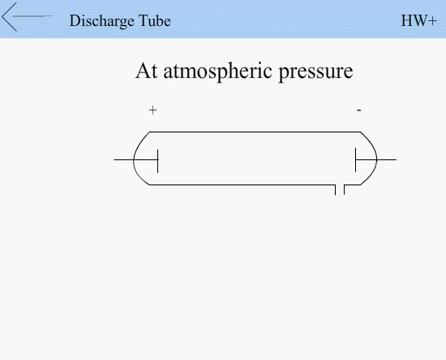 Discharge Tube
HW+
At atmospheric pressure
+ -